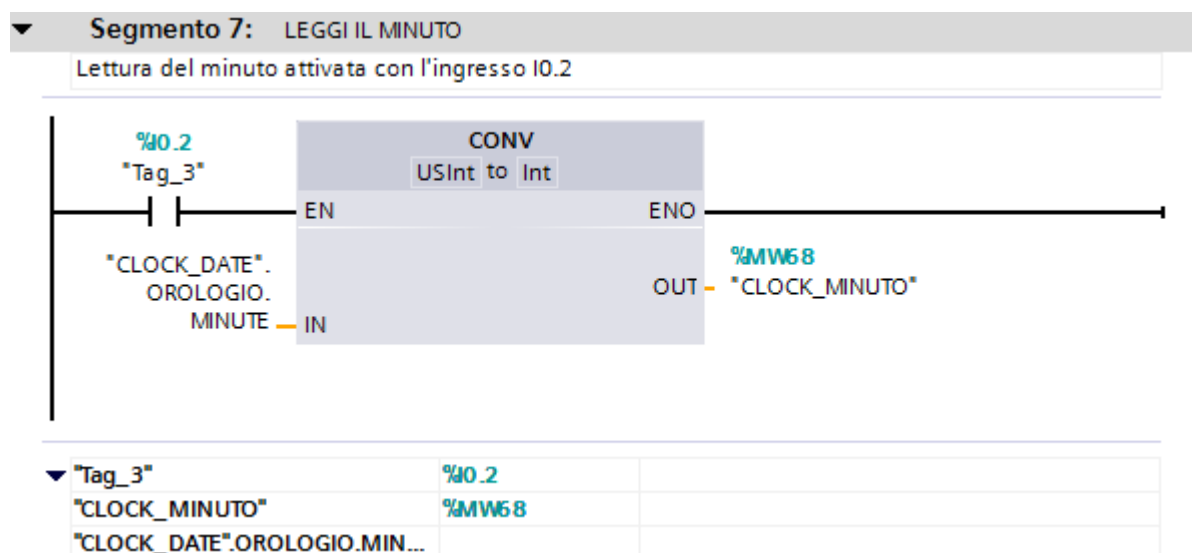 Segmento 7: LEGGI IL MINUTO
Lettura del minuto attivata con l'ingresso I0.2
%I0.2
"Tag_3"
CONV
USInt to Int
EN ENO
"CLOCK_DATE".
OROLOGIO.
MINUTE IN
%MW68
OUT "CLOCK_MINUTO"
"Tag_3" %I0.2
"CLOCK_MINUTO" %MW68
"CLOCK_DATE".OROLOGIO.MIN...